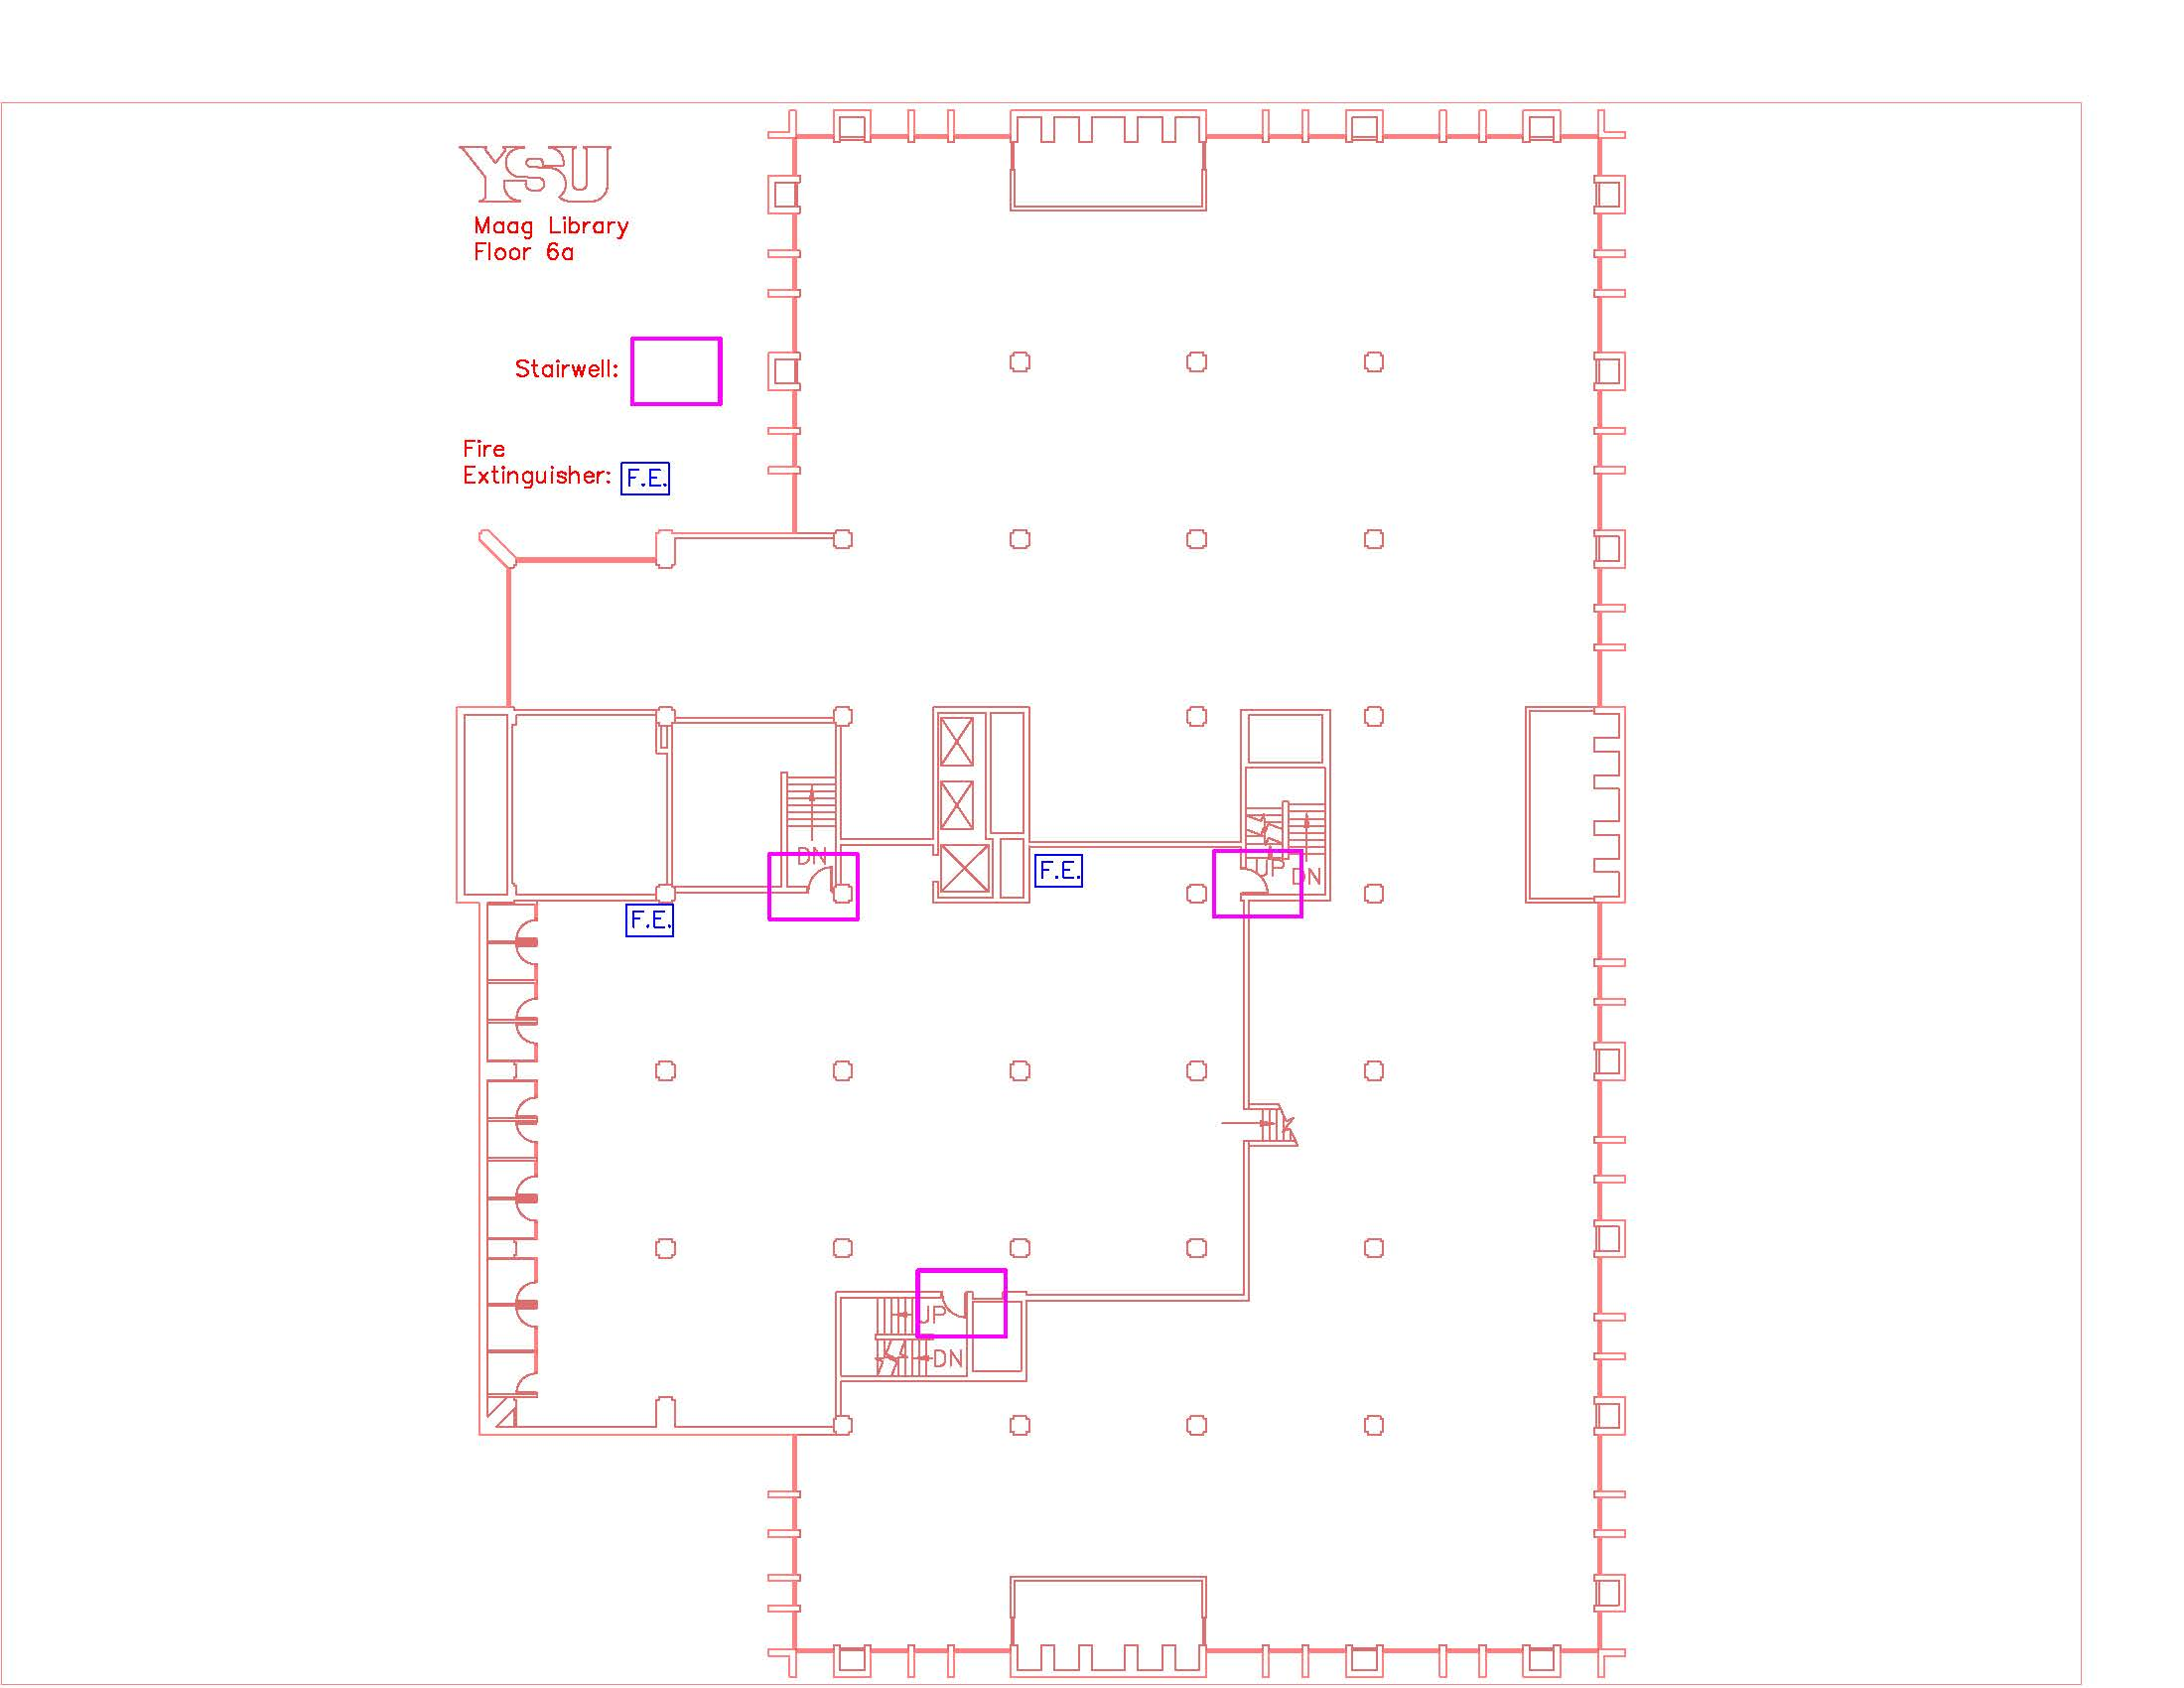 YSU
Maag Library
Floor 6a
Stairwell:
Fire
Extinguisher: F.E.
DN
F.E.
UP
DN
F.E.
UP
DN